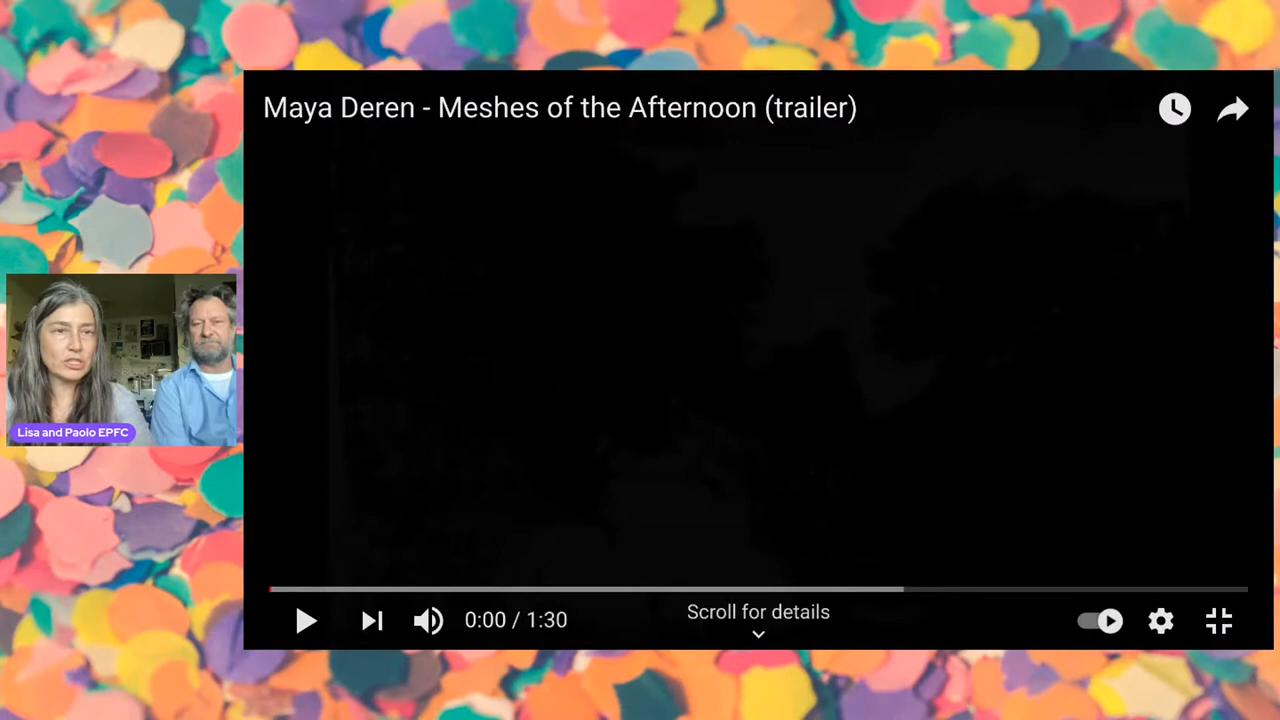 Maya Deren - Meshes of the Afternoon (trailer)
Lisa and Paolo EPFC
Scroll for details
0:00 / 1:30